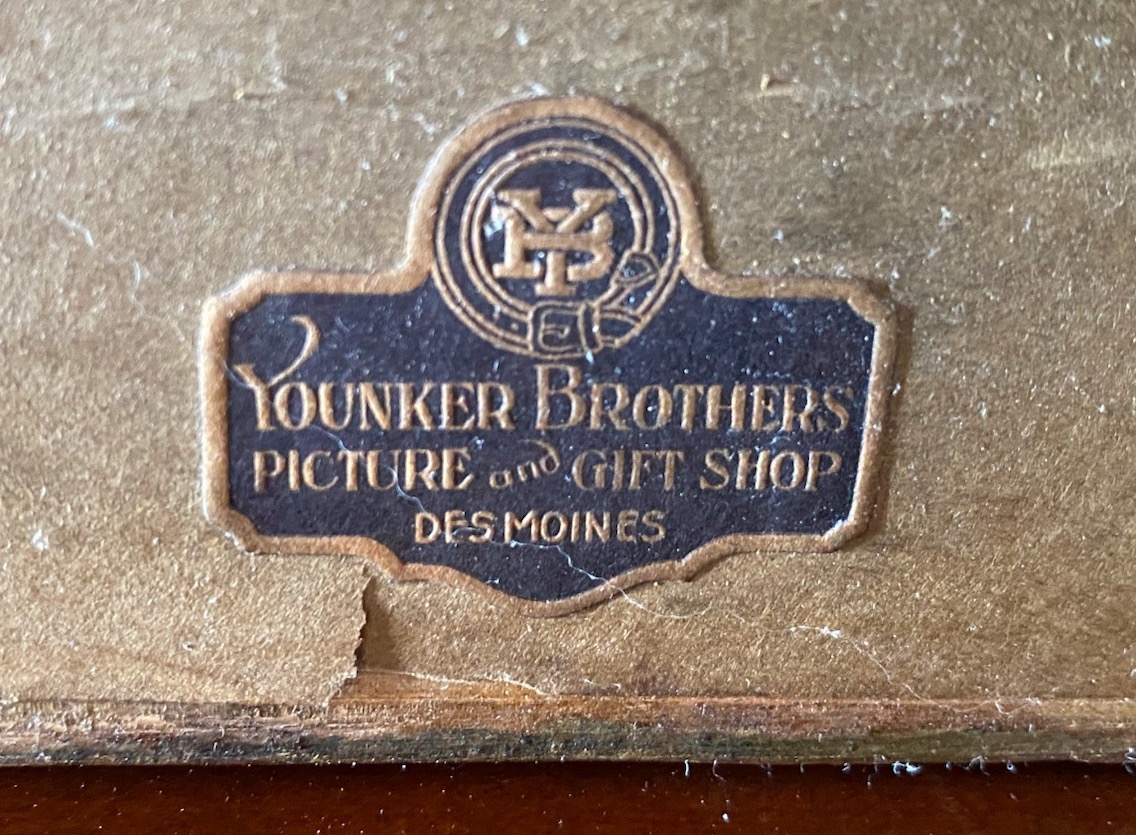 YB
YOUNKER BROTHERS
PICTURE and GIFT SHOP
DES MOINES